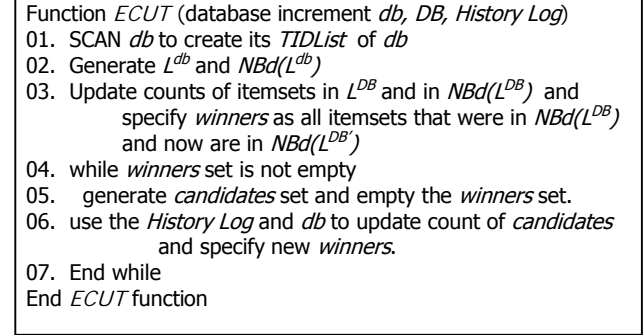 Function ECUT (database increment db, DB, History Log)
01. SCAN db to create its TIDList of db
02. Generate L^db and NBd(L^db)
03. Update counts of itemsets in L^DB and in NBd(L^DB) and
specify winners as all itemsets that were in NBd(L^DB)
and now are in NBd(L^DB′)
04. while winners set is not empty
05. generate candidates set and empty the winners set.
06. use the History Log and db to update count of candidates
and specify new winners.
07. End while
End ECUT function